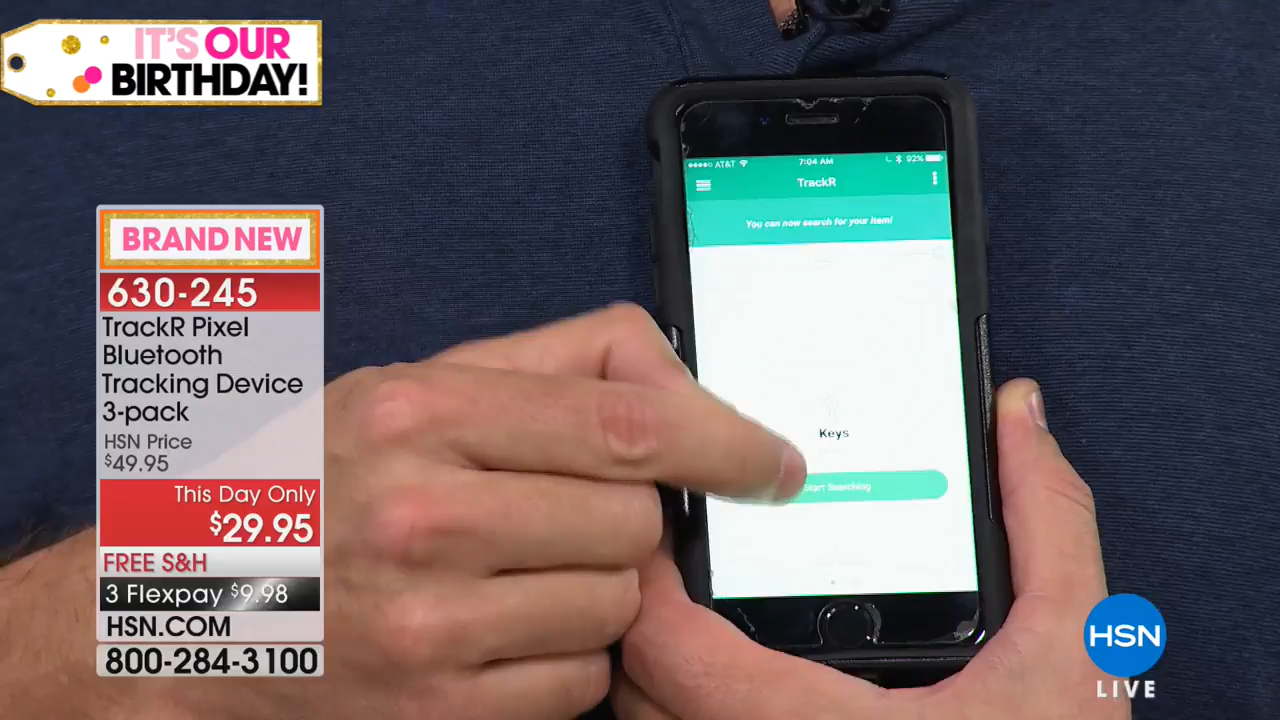 IT'S OUR
BIRTHDAY!
BRAND NEW
630-245
TrackR Pixel
Bluetooth
Tracking Device
3-pack
HSN Price
$49.95
This Day Only
$29.95
FREE S&H
3 Flexpay $9.98
HSN.COM
800-284-3100
AT&T 7:04 AM 92%
TrackR
You can now search for your item!
Keys
Start Searching
HSN
LIVE